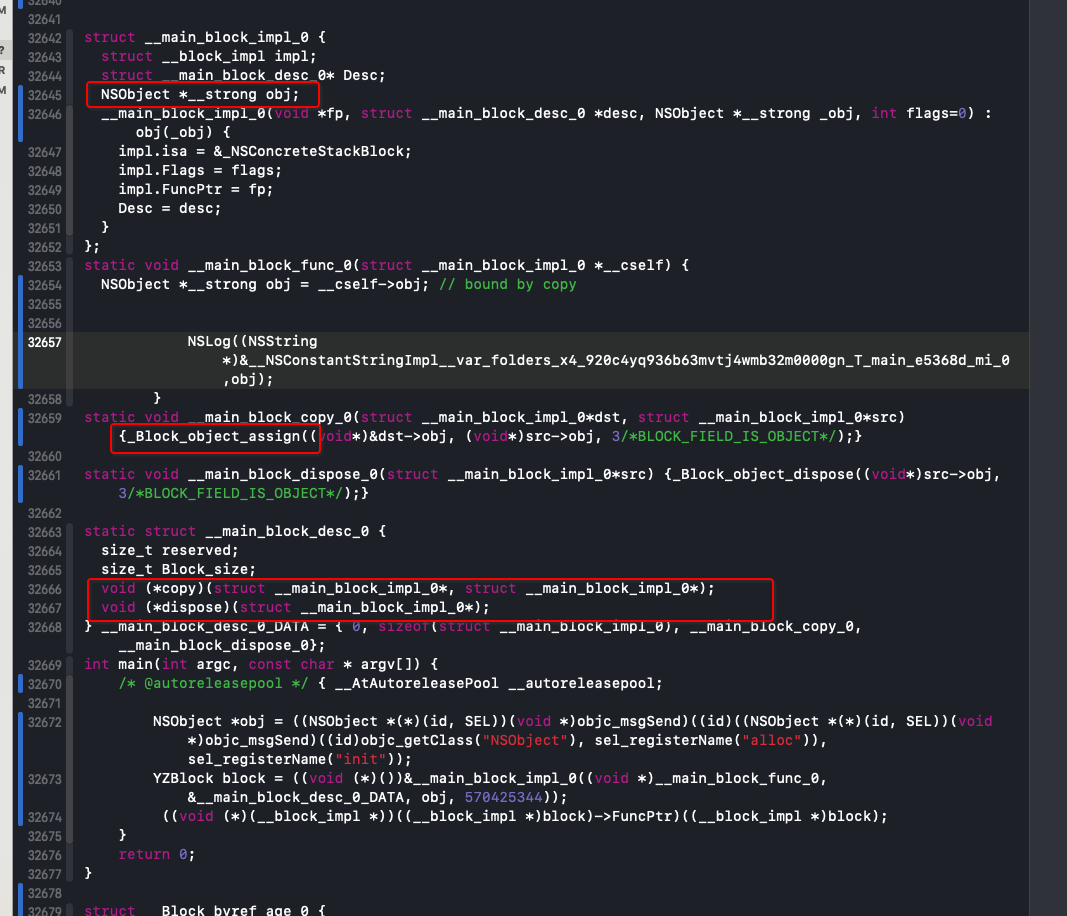 M
?
R
M
32640
32641
32642 struct __main_block_impl_0 {
32643 struct __block_impl impl;
32644 struct __main_block_desc_0* Desc;
32645 NSObject *__strong obj;
32646 __main_block_impl_0(void *fp, struct __main_block_desc_0 *desc, NSObject *__strong _obj, int flags=0) :
obj(_obj) {
32647 impl.isa = &_NSConcreteStackBlock;
32648 impl.Flags = flags;
32649 impl.FuncPtr = fp;
32650 Desc = desc;
32651 }
32652 };
32653 static void __main_block_func_0(struct __main_block_impl_0 *__cself) {
32654 NSObject *__strong obj = __cself->obj; // bound by copy
32655
32656
32657 NSLog((NSString
*)&__NSConstantStringImpl__var_folders_x4_920c4yq936b63mvtj4wmb32m0000gn_T_main_e5368d_mi_0
,obj);
32658 }
32659 static void __main_block_copy_0(struct __main_block_impl_0*dst, struct __main_block_impl_0*src)
{_Block_object_assign((void*)&dst->obj, (void*)src->obj, 3/*BLOCK_FIELD_IS_OBJECT*/);}
32660
32661 static void __main_block_dispose_0(struct __main_block_impl_0*src) {_Block_object_dispose((void*)src->obj,
3/*BLOCK_FIELD_IS_OBJECT*/);}
32662
32663 static struct __main_block_desc_0 {
32664 size_t reserved;
32665 size_t Block_size;
32666 void (*copy)(struct __main_block_impl_0*, struct __main_block_impl_0*);
32667 void (*dispose)(struct __main_block_impl_0*);
32668 } __main_block_desc_0_DATA = { 0, sizeof(struct __main_block_impl_0), __main_block_copy_0,
__main_block_dispose_0};
32669 int main(int argc, const char * argv[]) {
32670 /* @autoreleasepool */ { __AtAutoreleasePool __autoreleasepool;
32671
32672 NSObject *obj = ((NSObject *(*)(id, SEL))(void *)objc_msgSend)((id)((NSObject *(*)(id, SEL))(void
*)objc_msgSend)((id)objc_getClass("NSObject"), sel_registerName("alloc")),
sel_registerName("init"));
32673 YZBlock block = ((void (*)())&__main_block_impl_0((void *)__main_block_func_0,
&__main_block_desc_0_DATA, obj, 570425344));
32674 ((void (*)(__block_impl *))((__block_impl *)block)->FuncPtr)((__block_impl *)block);
32675 }
32676 return 0;
32677 }
32678
32679 struct __Block_byref_age_0 {